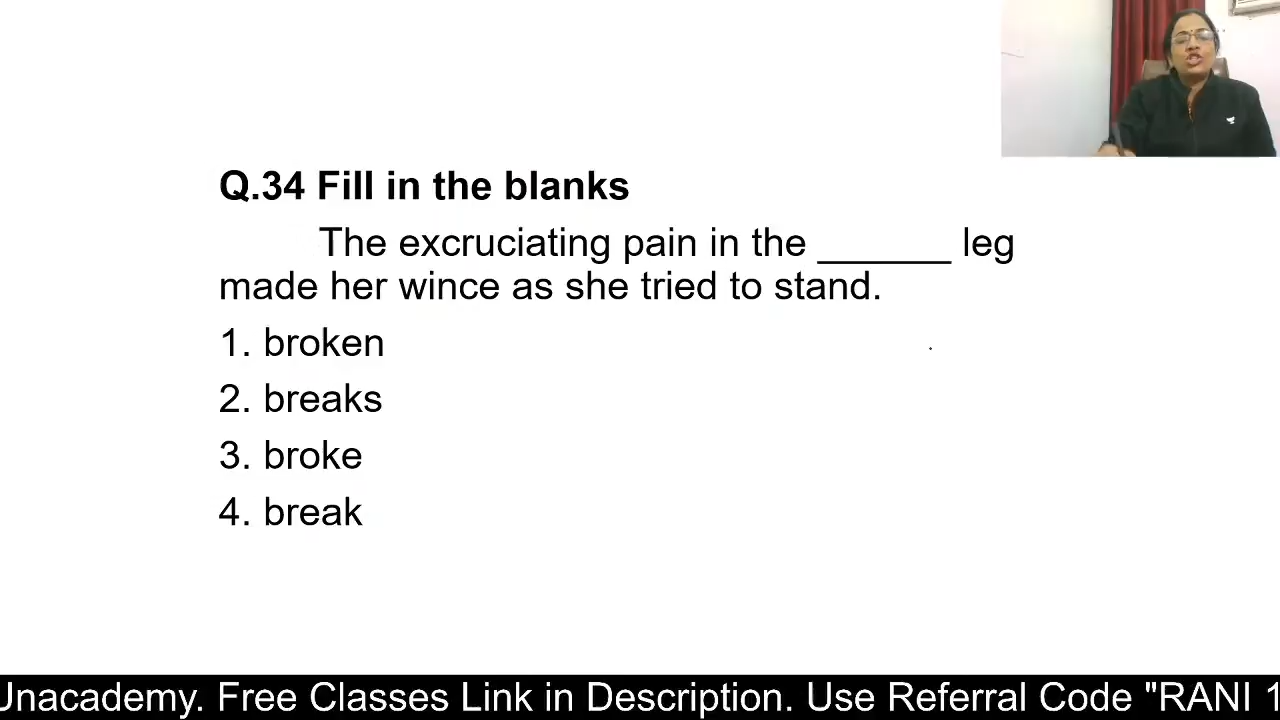 Q.34 Fill in the blanks
The excruciating pain in the ______ leg
made her wince as she tried to stand.
1. broken
2. breaks
3. broke
4. break
Unacademy. Free Classes Link in Description. Use Referral Code "RANI 1